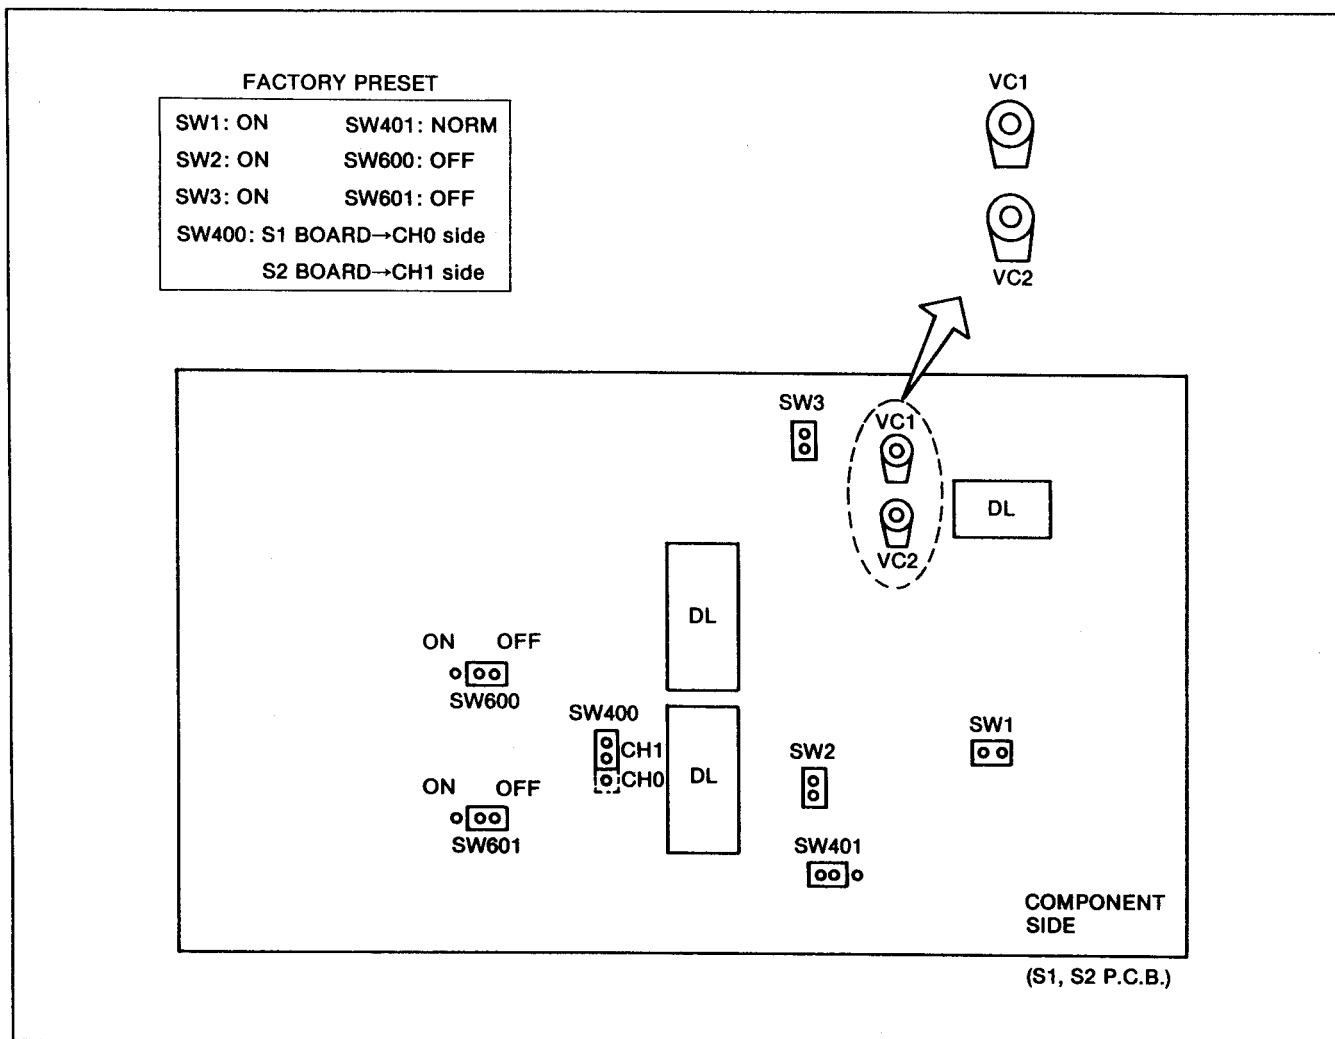 FACTORY PRESET
SW1: ON SW401: NORM
SW2: ON SW600: OFF
SW3: ON SW601: OFF
SW400: S1 BOARD→CH0 side
S2 BOARD→CH1 side
VC1
VC2
SW3
VC1
DL
VC2
DL
ON OFF
SW600
SW400
CH1
CH0
DL
SW2
SW1
ON OFF
SW601
SW401
COMPONENT
SIDE
(S1, S2 P.C.B.)